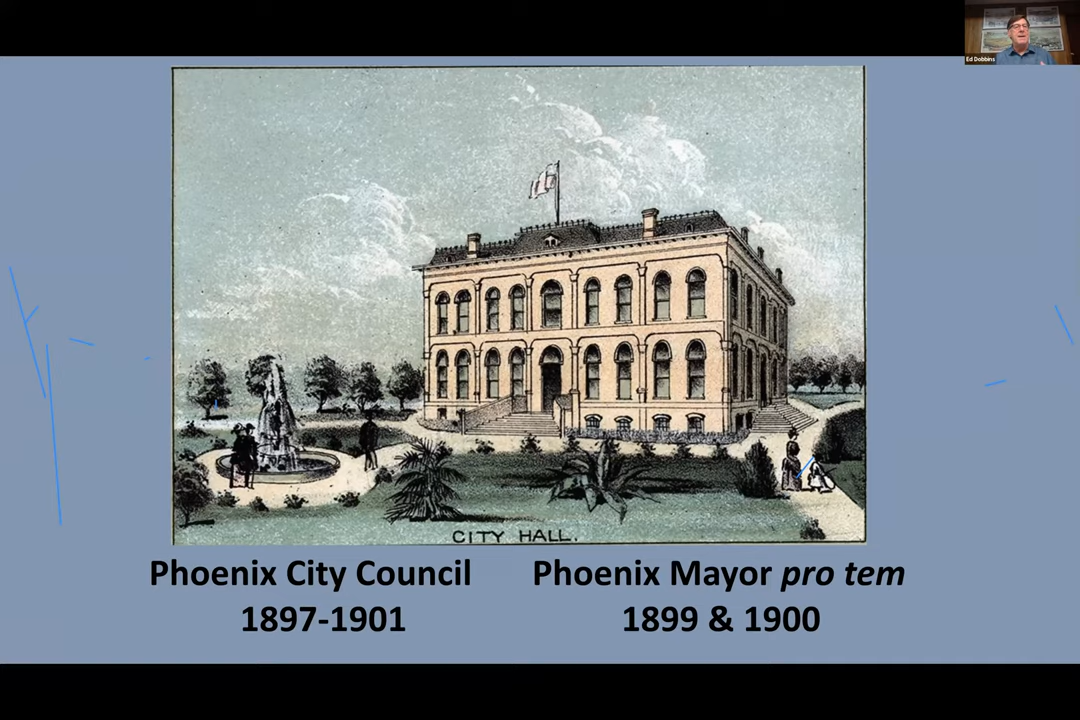 Ed Dobbins
CITY HALL.
Phoenix City Council
1897-1901
Phoenix Mayor pro tem
1899 & 1900